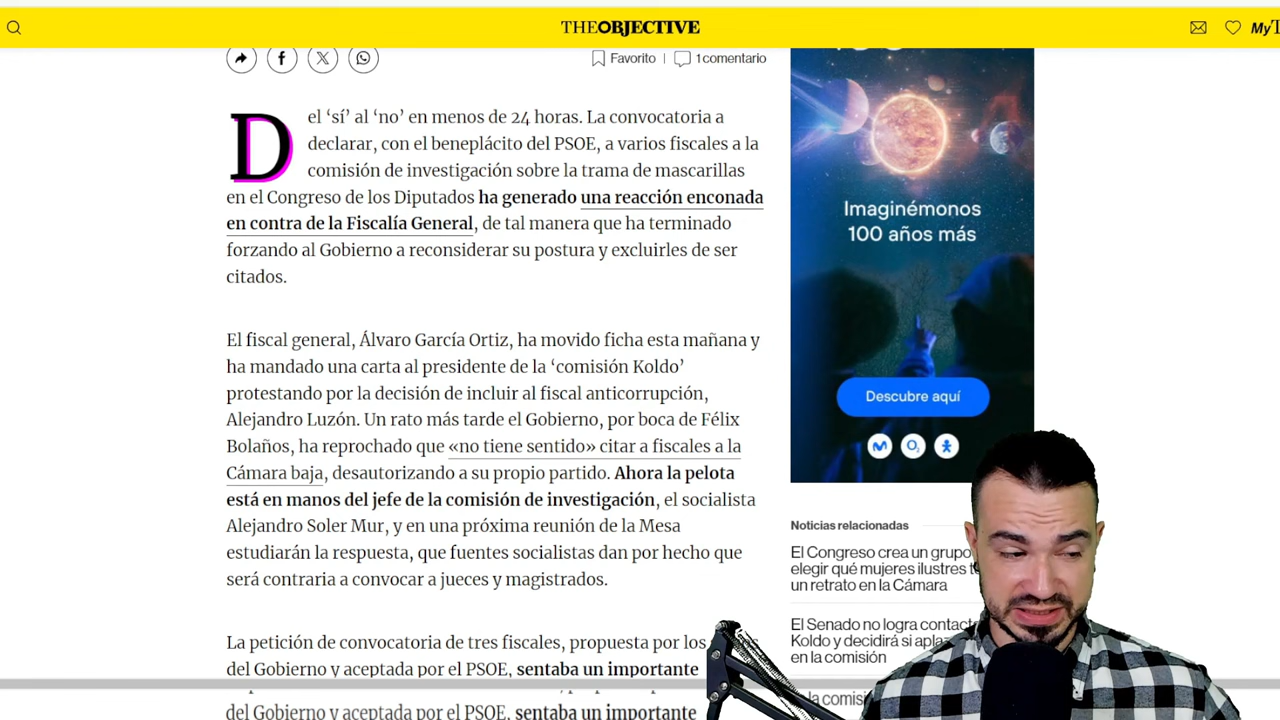 THEOBJECTIVE
MyT
Favorito | 1 comentario
Del ‘sí’ al ‘no’ en menos de 24 horas. La convocatoria a
declarar, con el beneplácito del PSOE, a varios fiscales a la
comisión de investigación sobre la trama de mascarillas
en el Congreso de los Diputados ha generado una reacción enconada
en contra de la Fiscalía General, de tal manera que ha terminado
forzando al Gobierno a reconsiderar su postura y excluirles de ser
citados.
El fiscal general, Álvaro García Ortiz, ha movido ficha esta mañana y
ha mandado una carta al presidente de la ‘comisión Koldo’
protestando por la decisión de incluir al fiscal anticorrupción,
Alejandro Luzón. Un rato más tarde el Gobierno, por boca de Félix
Bolaños, ha reprochado que «no tiene sentido» citar a fiscales a la
Cámara baja, desautorizando a su propio partido. Ahora la pelota
está en manos del jefe de la comisión de investigación, el socialista
Alejandro Soler Mur, y en una próxima reunión de la Mesa
estudiarán la respuesta, que fuentes socialistas dan por hecho que
será contraria a convocar a jueces y magistrados.
La petición de convocatoria de tres fiscales, propuesta por los
del Gobierno y aceptada por el PSOE, sentaba un importante
del Gobierno y aceptada por el PSOE, sentaba un importante
Imaginémonos
100 años más
Descubre aquí
O2
Noticias relacionadas
El Congreso crea un grupo
elegir qué mujeres ilustres
un retrato en la Cámara
El Senado no logra
Koldo y decidirá si
en la comisión
la